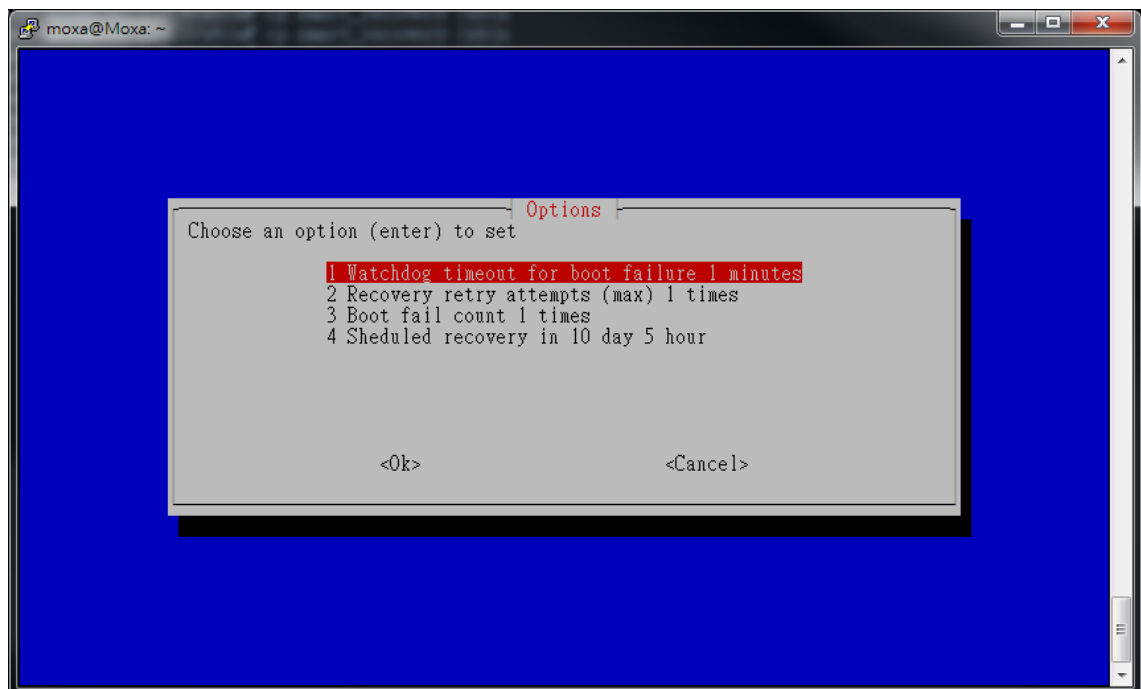 moxa@Moxa: ~
Options
Choose an option (enter) to set
1 Watchdog timeout for boot failure 1 minutes
2 Recovery retry attempts (max) 1 times
3 Boot fail count 1 times
4 Sheduled recovery in 10 day 5 hour
<Ok> <Cancel>